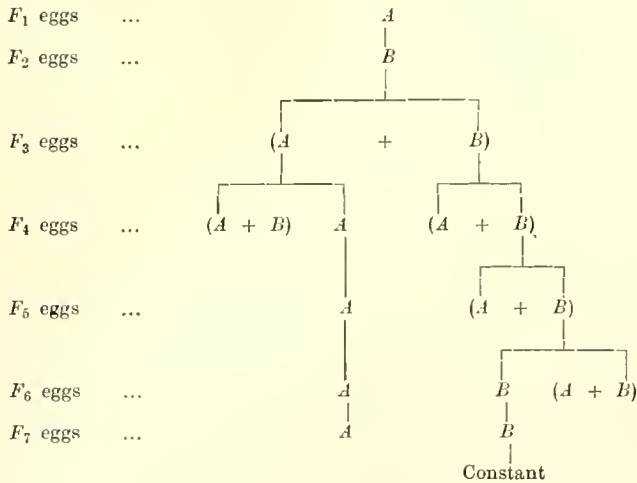 F₁ eggs ... A
F₂ eggs ... B
F₃ eggs ... (A + B)
F₄ eggs ... (A + B) A (A + B)
F₅ eggs ... A (A + B)
F₆ eggs ... A B (A + B)
F₇ eggs ... A B
Constant